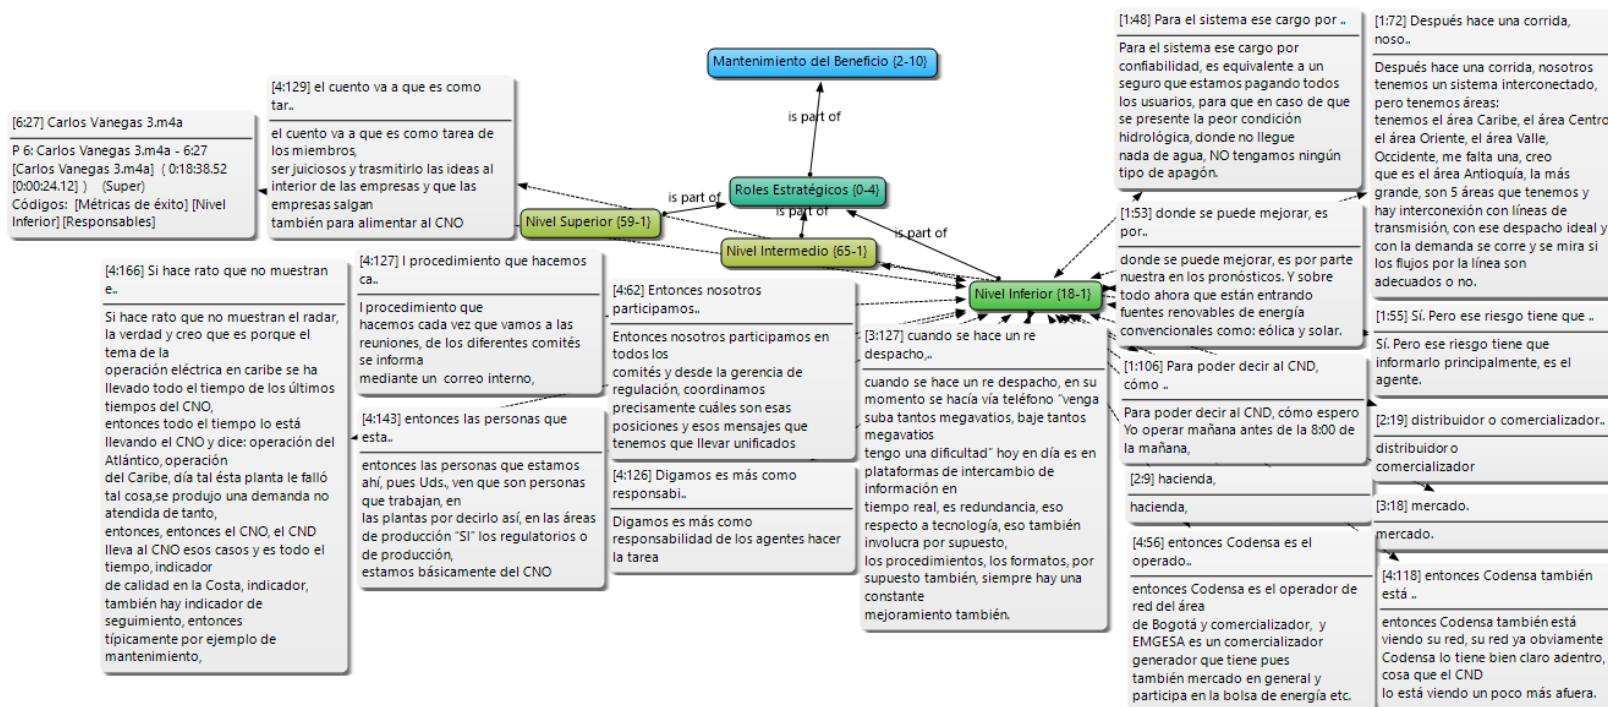 Mantenimiento del Beneficio {2-10}
is part of
Roles Estratégicos {0-4}
is part of
is part of
is part of
Nivel Superior {59-1}
Nivel Intermedio {65-1}
Nivel Inferior {18-1}
[6:27] Carlos Vanegas 3.m4a
P 6: Carlos Vanegas 3.m4a - 6:27
[Carlos Vanegas 3.m4a] ( 0:18:38.52
[0:00:24.12] ) (Super)
Códigos: [Métricas de éxito] [Nivel
Inferior] [Responsables]
[4:129] el cuento va a que es como
tar..
el cuento va a que es como tarea de
los miembros,
ser juiciosos y trasmitirlo las ideas al
interior de las empresas y que las
empresas salgan
también para alimentar al CNO
[4:166] Si hace rato que no muestran
e..
Si hace rato que no muestran el radar,
la verdad y creo que es porque el
tema de la
operación eléctrica en caribe se ha
llevado todo el tiempo de los últimos
tiempos del CNO,
entonces todo el tiempo lo está
llevando el CNO y dice: operación del
Atlántico, operación
del Caribe, día tal ésta planta le falló
tal cosa,se produjo una demanda no
atendida de tanto,
entonces, entonces el CNO, el CND
lleva al CNO esos casos y es todo el
tiempo, indicador
de calidad en la Costa, indicador,
también hay indicador de
seguimiento, entonces
típicamente por ejemplo de
mantenimiento,
[4:127] l procedimiento que hacemos
ca..
l procedimiento que
hacemos cada vez que vamos a las
reuniones, de los diferentes comités
se informa
mediante un correo interno,
[4:143] entonces las personas que
esta..
entonces las personas que estamos
ahí, pues Uds., ven que son personas
que trabajan, en
las plantas por decirlo así, en las áreas
de producción “SI” los regulatorios o
de producción,
estamos básicamente del CNO
[4:62] Entonces nosotros
participamos..
Entonces nosotros participamos en
todos los
comités y desde la gerencia de
regulación, coordinamos
precisamente cuáles son esas
posiciones y esos mensajes que
tenemos que llevar unificados
[4:126] Digamos es más como
responsabi..
Digamos es más como
responsabilidad de los agentes hacer
la tarea
[3:127] cuando se hace un re
despacho,..
cuando se hace un re despacho, en su
momento se hacía vía teléfono “venga
suba tantos megavatios, baje tantos
megavatios
tengo una dificultad” hoy en día es en
plataformas de intercambio de
información en
tiempo real, es redundancia, eso
respecto a tecnología, eso también
involucra por supuesto,
los procedimientos, los formatos, por
supuesto también, siempre hay una
constante
mejoramiento también.
[1:48] Para el sistema ese cargo por ..
Para el sistema ese cargo por
confiabilidad, es equivalente a un
seguro que estamos pagando todos
los usuarios, para que en caso de que
se presente la peor condición
hidrológica, donde no llegue
nada de agua, NO tengamos ningún
tipo de apagón.
[1:53] donde se puede mejorar, es
por..
donde se puede mejorar, es por parte
nuestra en los pronósticos. Y sobre
todo ahora que están entrando
fuentes renovables de energía
convencionales como: eólica y solar.
[1:106] Para poder decir al CND,
cómo ..
Para poder decir al CND, cómo espero
Yo operar mañana antes de la 8:00 de
la mañana,
[2:9] hacienda,
hacienda,
[4:56] entonces Codensa es el
operado..
entonces Codensa es el operador de
red del área
de Bogotá y comercializador, y
EMGESA es un comercializador
generador que tiene pues
también mercado en general y
participa en la bolsa de energía etc.
[1:72] Después hace una corrida,
noso..
Después hace una corrida, nosotros
tenemos un sistema interconectado,
pero tenemos áreas:
tenemos el área Caribe, el área Centro
el área Oriente, el área Valle,
Occidente, me falta una, creo
que es el área Antioquía, la más
grande, son 5 áreas que tenemos y
hay interconexión con líneas de
transmisión, con ese despacho ideal y
con la demanda se corre y se mira si
los flujos por la línea son
adecuados o no.
[1:55] Sí. Pero ese riesgo tiene que ..
Sí. Pero ese riesgo tiene que
informarlo principalmente, es el
agente.
[2:19] distribuidor o comercializador..
distribuidor o
comercializador
[3:18] mercado.
mercado.
[4:118] entonces Codensa también
está ..
entonces Codensa también está
viendo su red, su red ya obviamente
Codensa lo tiene bien claro adentro,
cosa que el CND
lo está viendo un poco más afuera.